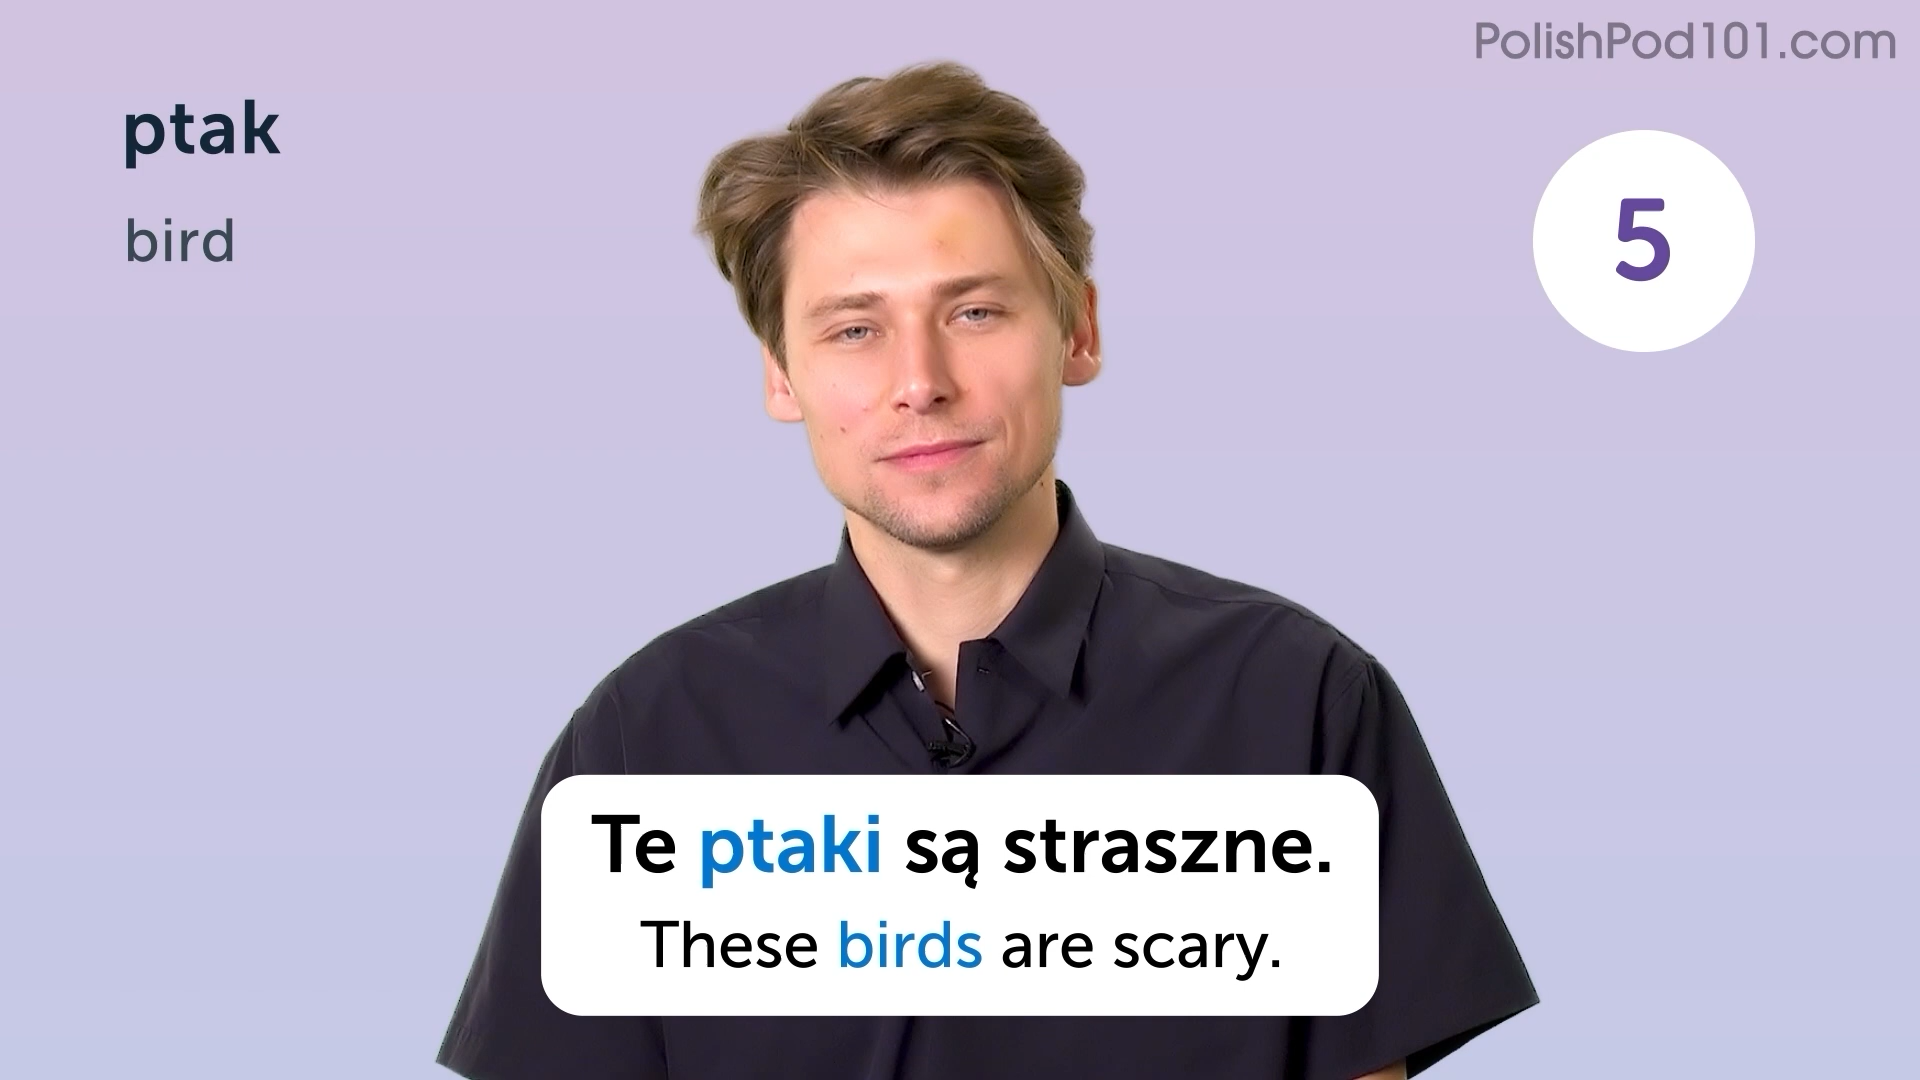 PolishPod101.com
ptak
bird
5
Te ptaki są straszne.
These birds are scary.